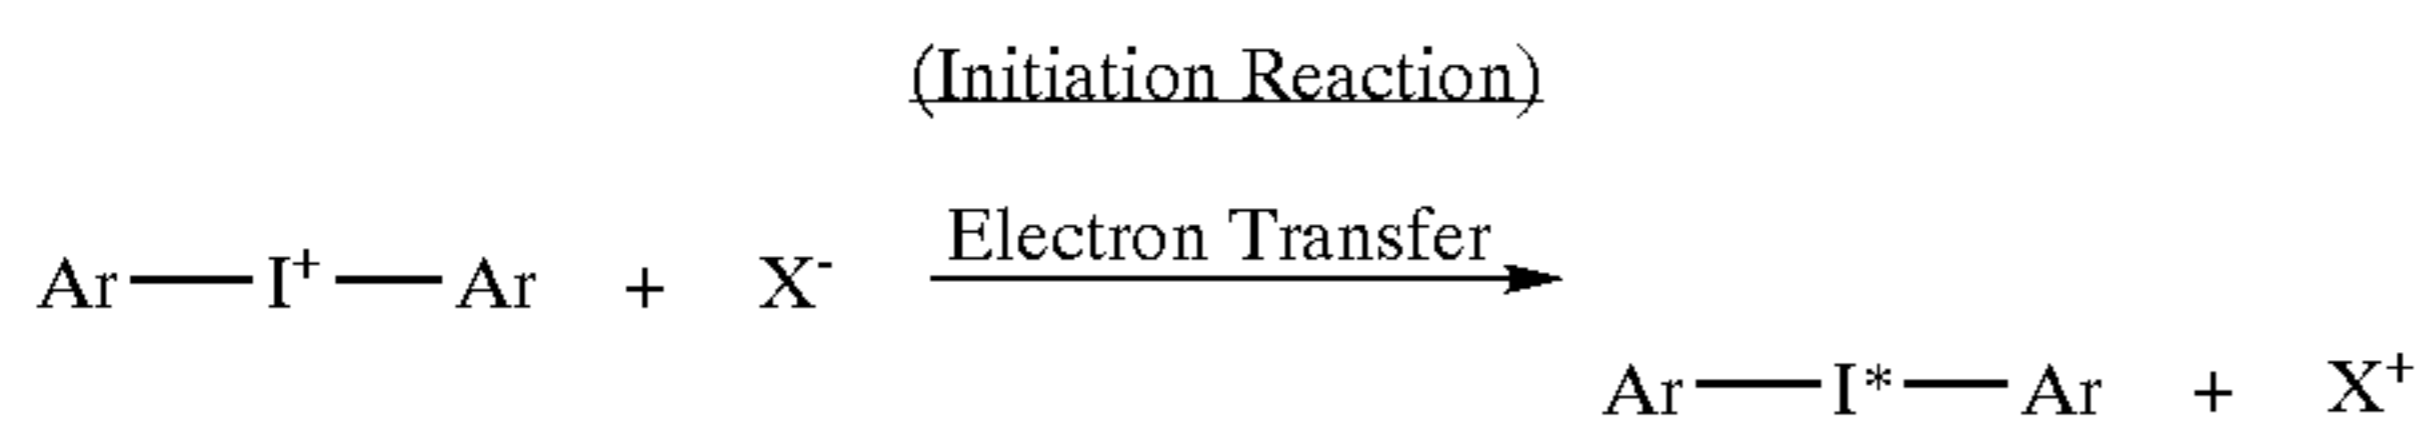 (Initiation Reaction)
Electron Transfer
Ar—I⁺—Ar + X⁻
Ar—I*—Ar + X⁺